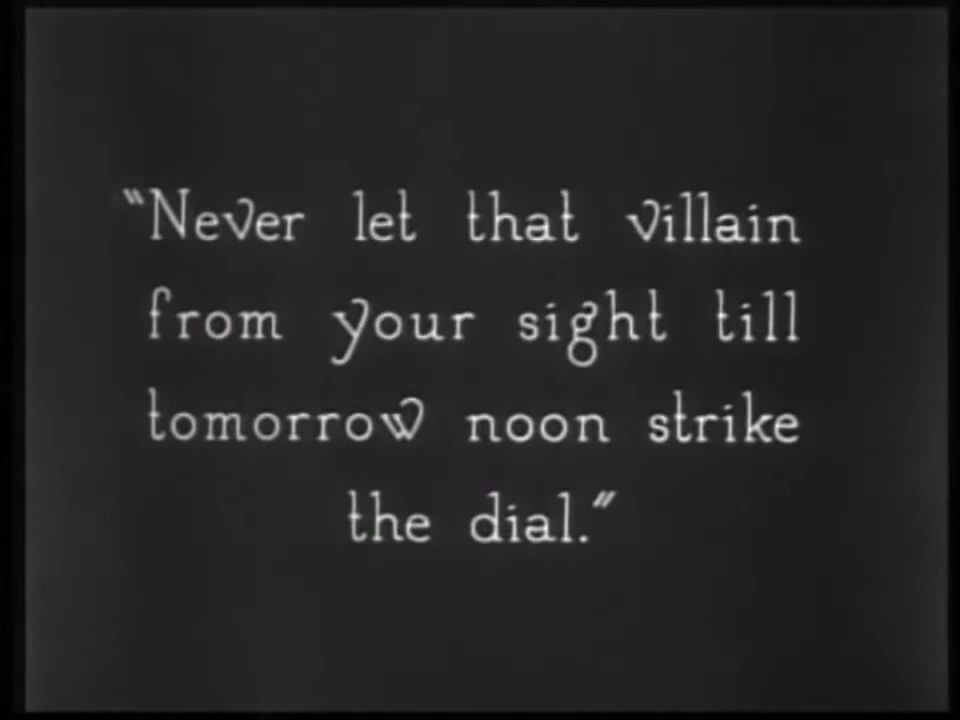 "Never let that villain
from your sight till
tomorrow noon strike
the dial."